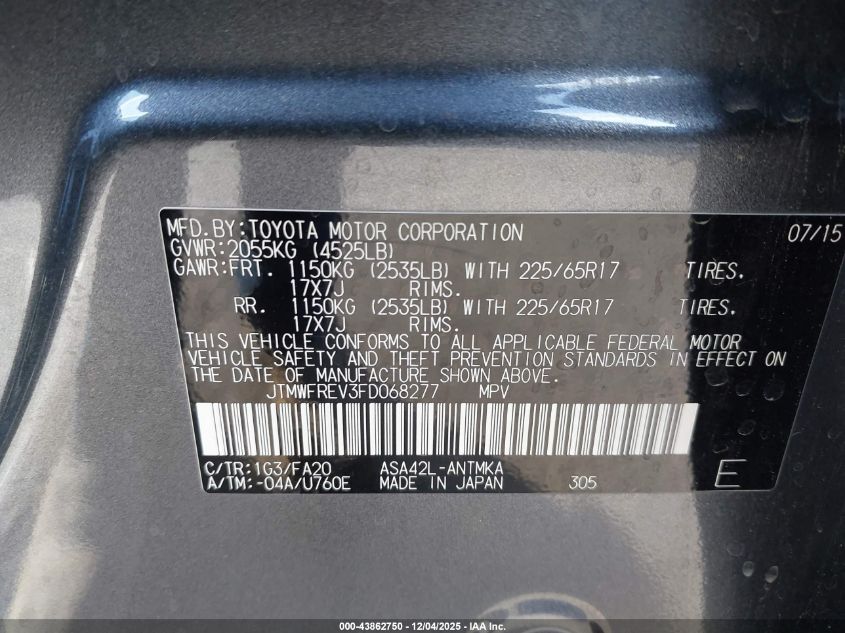 MFD.BY:TOYOTA MOTOR CORPORATION 07/15
GVWR:2055KG (4525LB)
GAWR:FRT. 1150KG (2535LB) WITH 225/65R17 TIRES.
17X7J RIMS.
RR. 1150KG (2535LB) WITH 225/65R17 TIRES.
17X7J RIMS.
THIS VEHICLE CONFORMS TO ALL APPLICABLE FEDERAL MOTOR
VEHICLE SAFETY AND THEFT PREVENTION STANDARDS IN EFFECT ON
THE DATE OF MANUFACTURE SHOWN ABOVE.
JTMWFREV3FD068277 MPV
C/TR:1G3/FA20 ASA42L-ANTMKA
A/TM:-04A/U760E MADE IN JAPAN 305 E
000-43862750 - 12/04/2025 - IAA Inc.